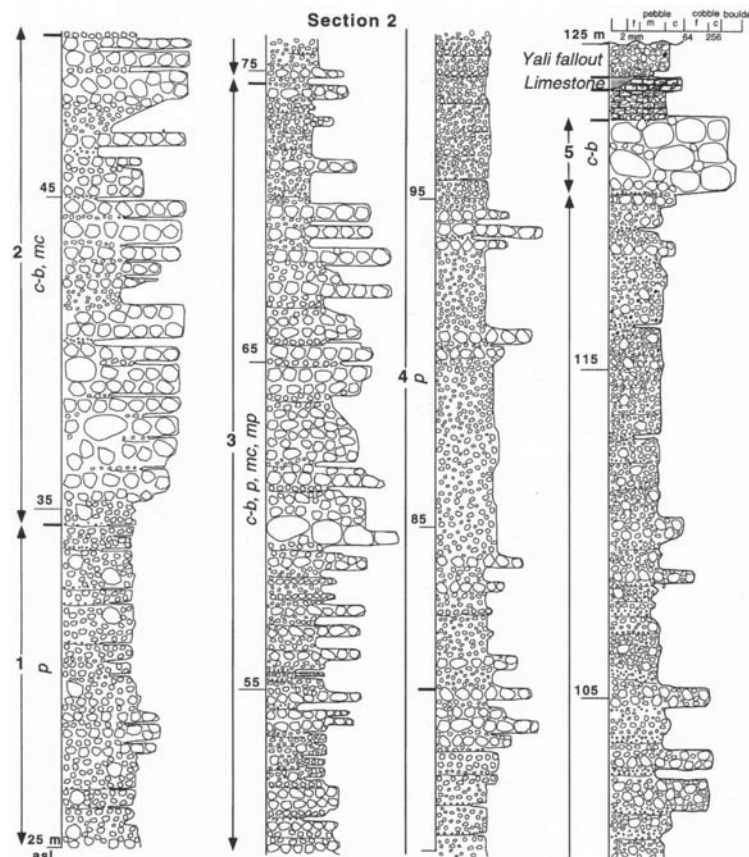 Section 2
pebble cobble boulder
f m c f c
2 mm 64 256
125 m
Yali fallout
Limestone
5
c-b
115
105
95
4
p
85
75
65
3
c-b, p, mc, mp
55
45
2
c-b, mc
35
1
p
25 m
asl